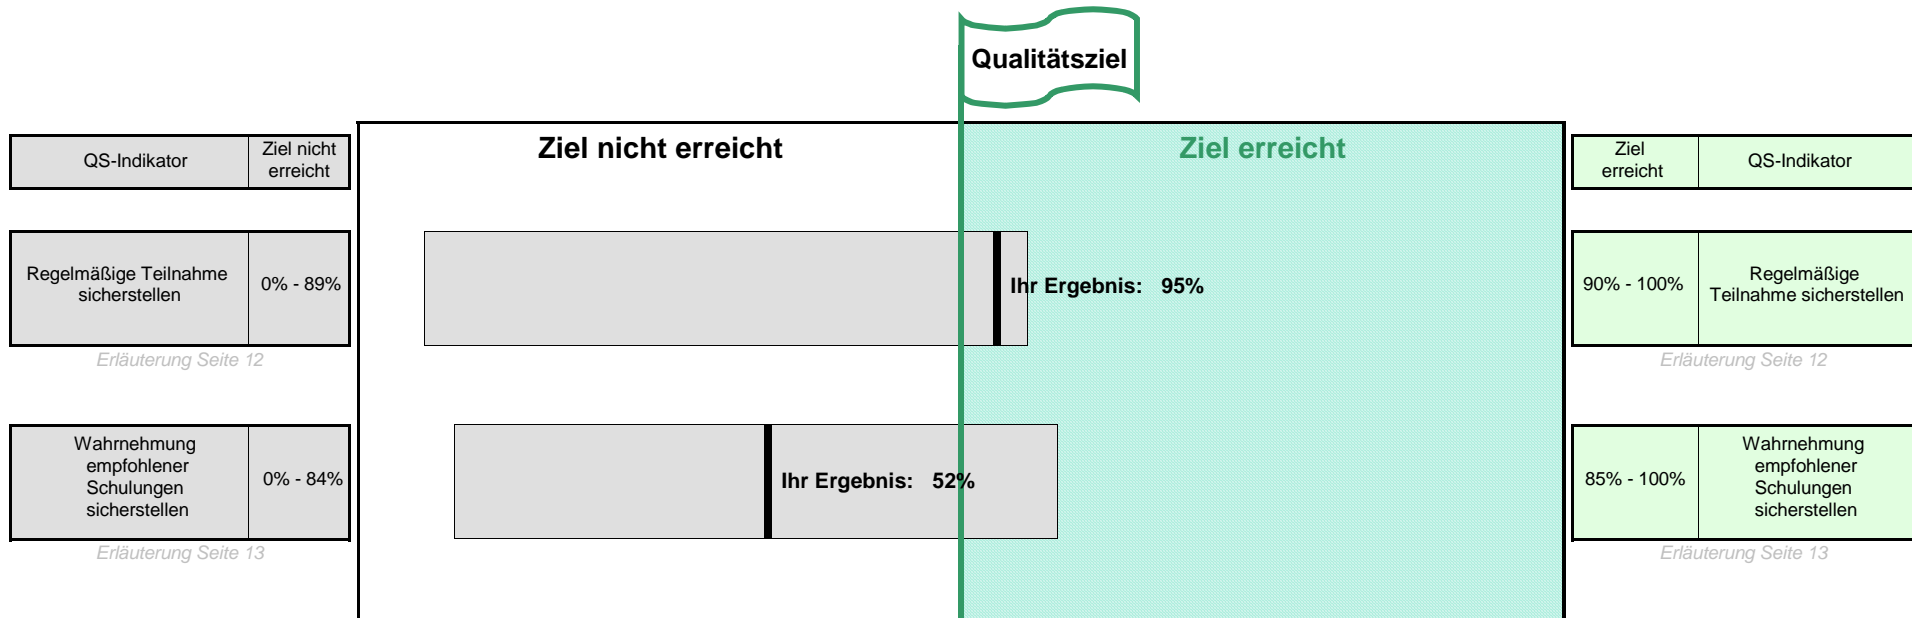 Qualitätsziel
Ziel nicht erreicht
Ziel erreicht
QS-Indikator
Ziel nicht
erreicht
Ziel
erreicht
QS-Indikator
Regelmäßige Teilnahme
sicherstellen
0% - 89%
Ihr Ergebnis: 95%
90% - 100%
Regelmäßige
Teilnahme sicherstellen
Erläuterung Seite 12
Erläuterung Seite 12
Wahrnehmung
empfohlener
Schulungen
sicherstellen
0% - 84%
Ihr Ergebnis: 52%
85% - 100%
Wahrnehmung
empfohlener
Schulungen
sicherstellen
Erläuterung Seite 13
Erläuterung Seite 13